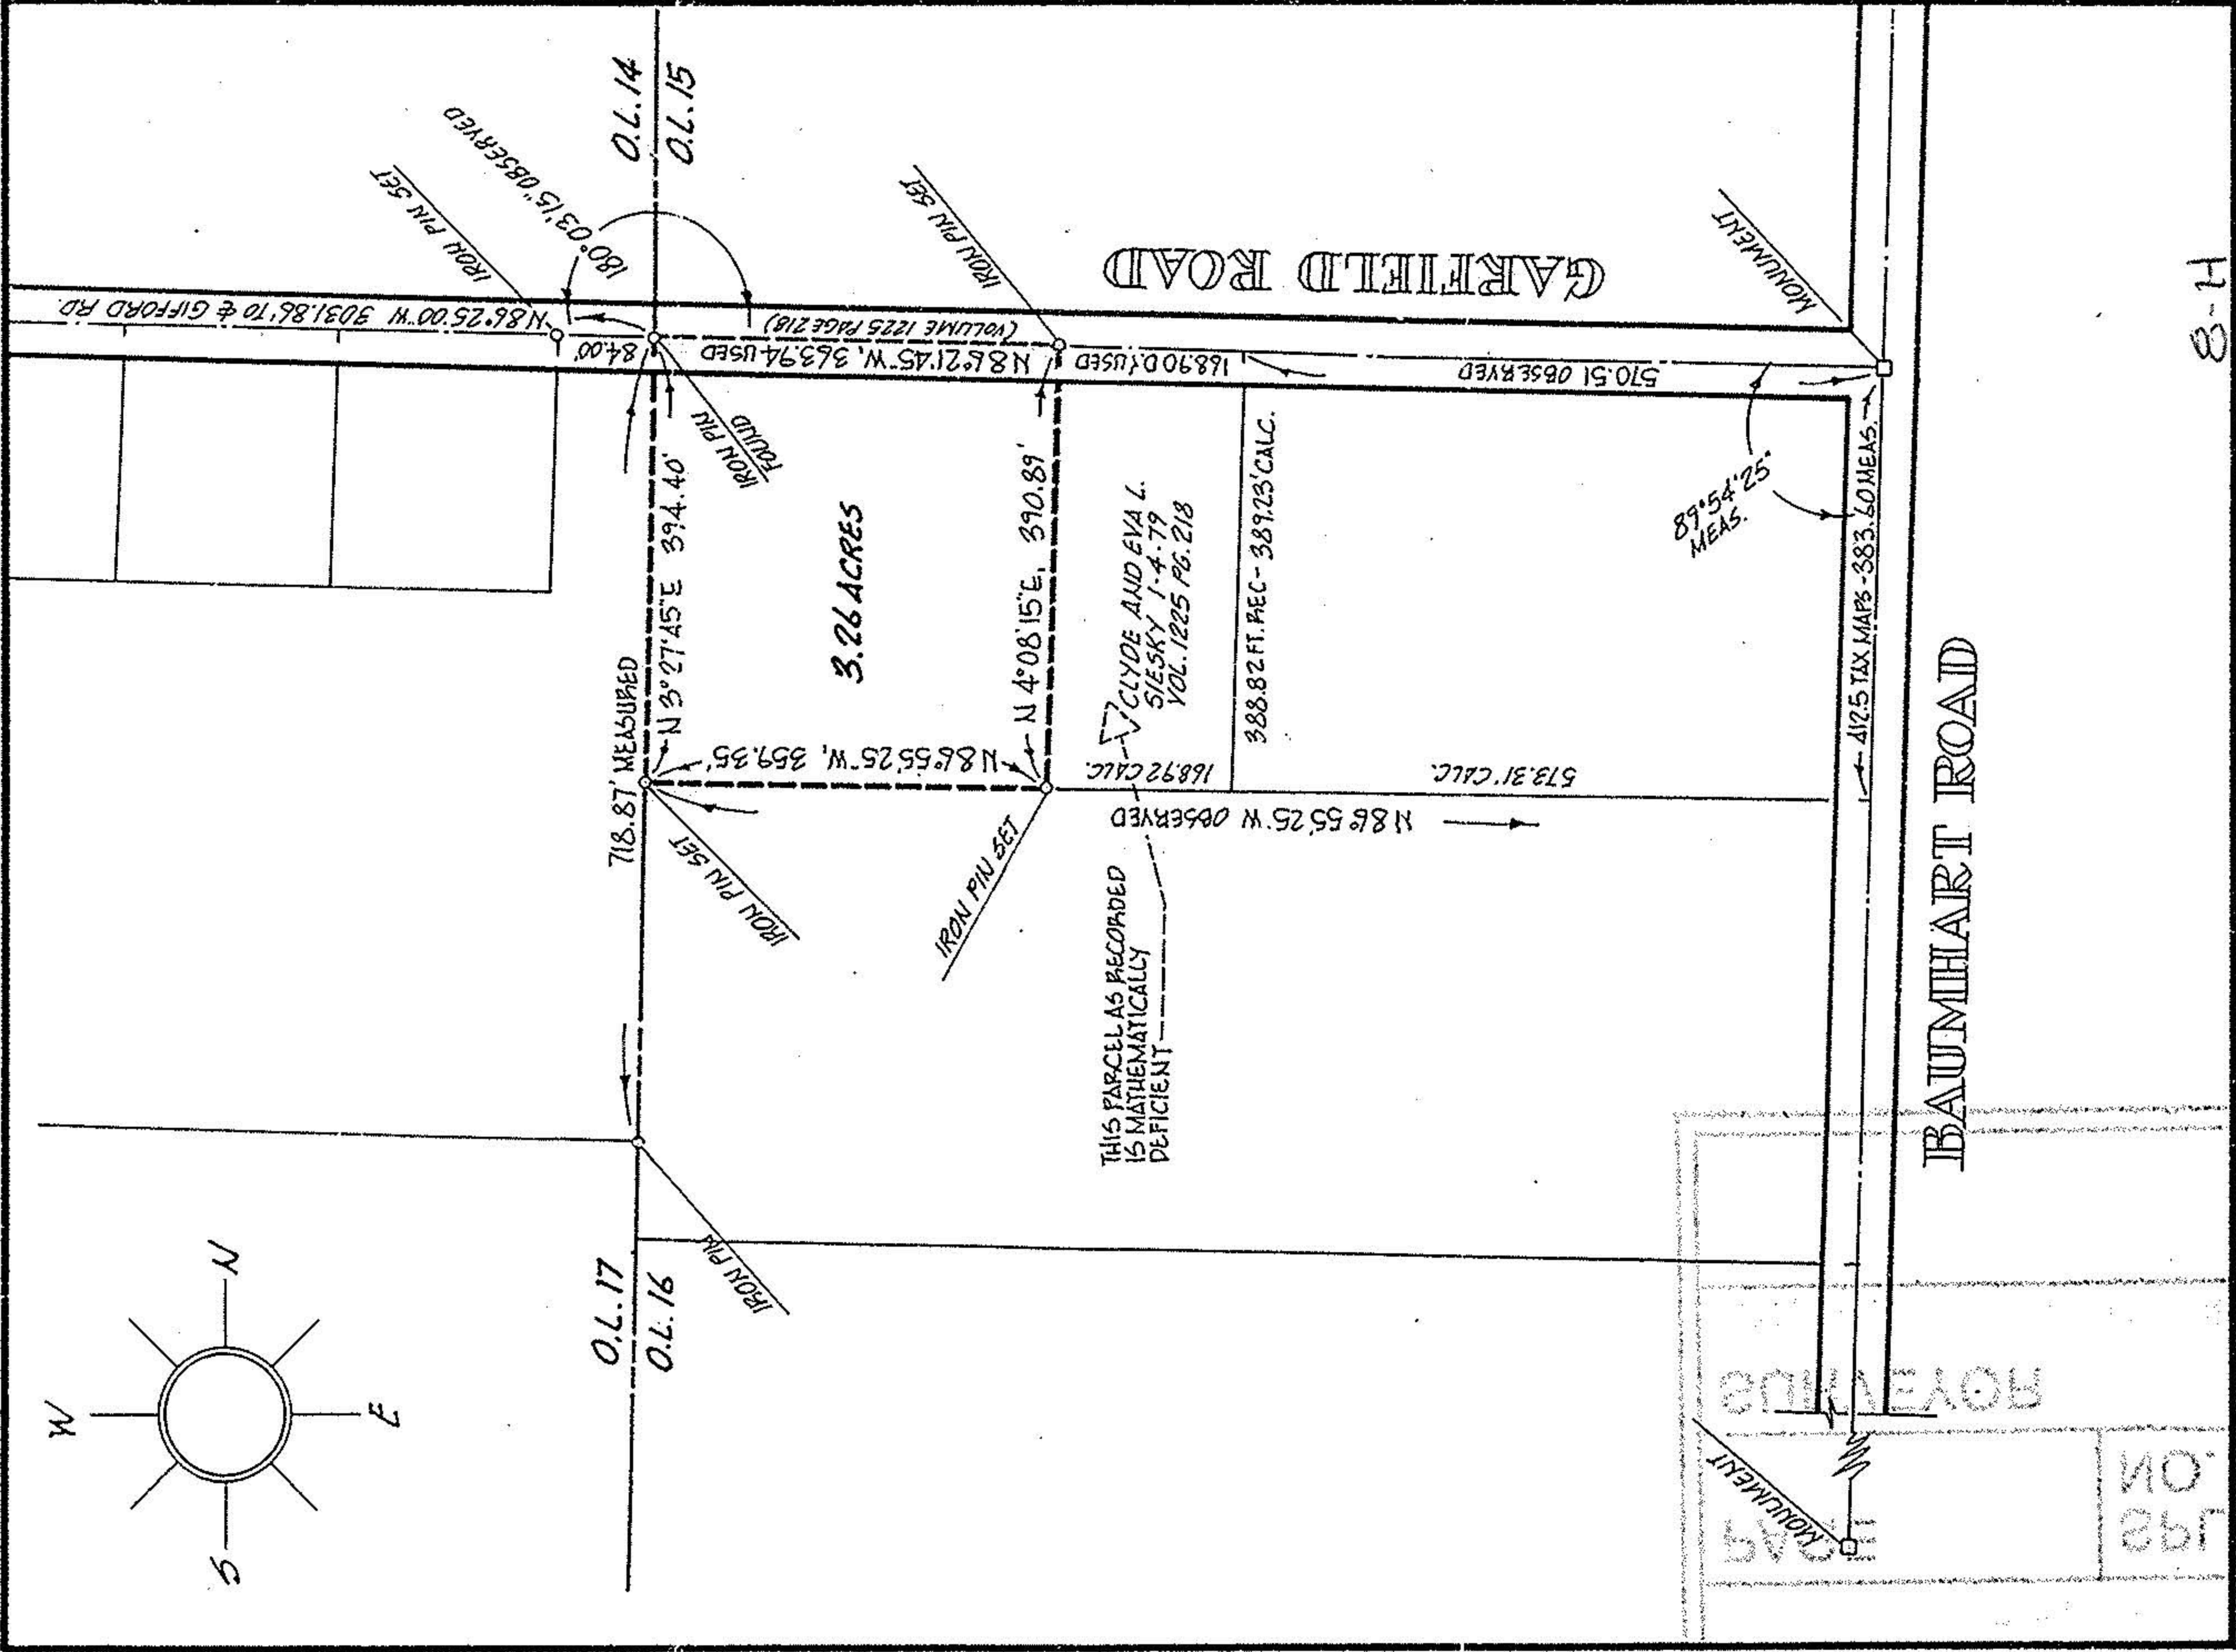 O.L. 14
O.L. 15
180°03'15" OBSERVED
IRON PIN SET
N 86°25'00" W 3031.86' TO ℄ GIFFORD RD.
84.00'
(VOLUME 1225 PAGE 218)
N 86°21'45" W, 363.94 USED
168.90 D.{USED
570.51 OBSERVED
IRON PIN SET
GARFIELD ROAD
MONUMENT
IRON PIN
FOUND
718.87' MEASURED
N 3°27'45"E 394.40'
3.26 ACRES
N 4°08'15"E, 390.89'
N 86°55'25" W, 359.35'
CLYDE AND EVA L.
SIESKY 1-4-79
VOL. 1225 PG. 218
388.82 FT. REC - 389.23' CALC.
168.92 CALC.
573.31' CALC.
N 86°55'25" W OBSERVED
89°54'25"
MEAS.
412.5 TAX MAPS - 383.60 MEAS.
BAUMHART ROAD
IRON PIN SET
IRON PIN SET
THIS PARCEL AS RECORDED
IS MATHEMATICALLY
DEFICIENT
IRON PIN
O.L. 17
O.L. 16
N
W
E
S
MONUMENT
SURVEYOR
PAGE
SPL
NO.
8-H